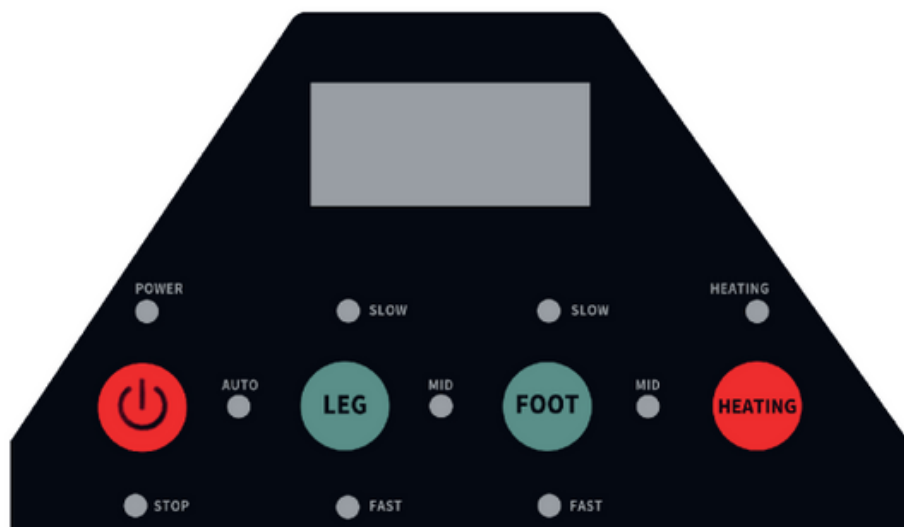 POWER
SLOW
SLOW
HEATING
AUTO
LEG
MID
FOOT
MID
HEATING
STOP
FAST
FAST